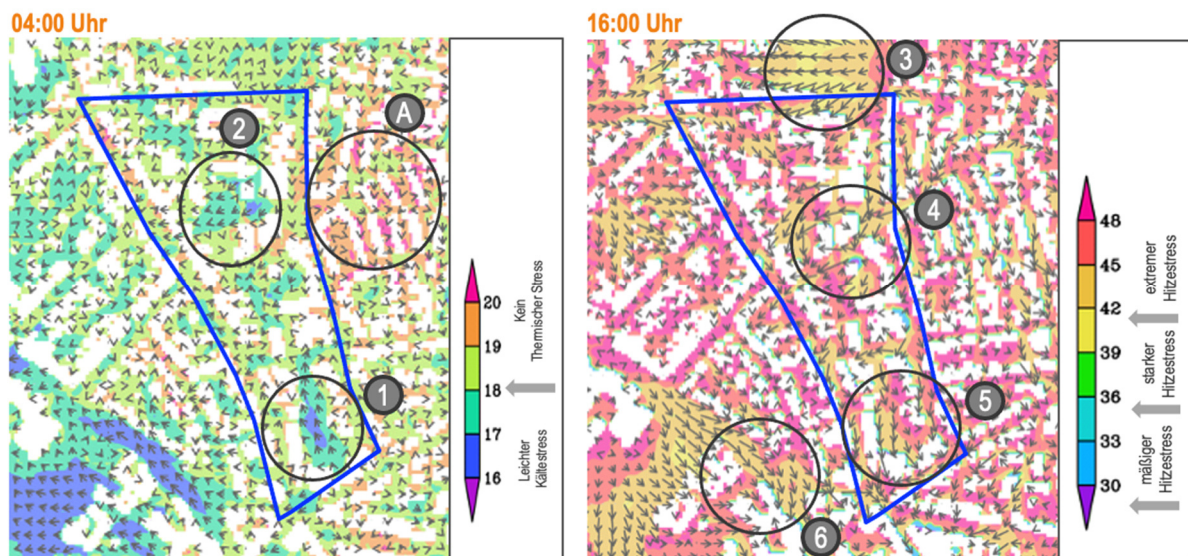 04:00 Uhr
16:00 Uhr
2
A
1
20
19
18
17
16
Kein
Thermischer Stress
Leichter
Kältestress
3
4
5
6
48
45
42
39
36
33
30
extremer
Hitzestress
starker
Hitzestress
mäßiger
Hitzestress